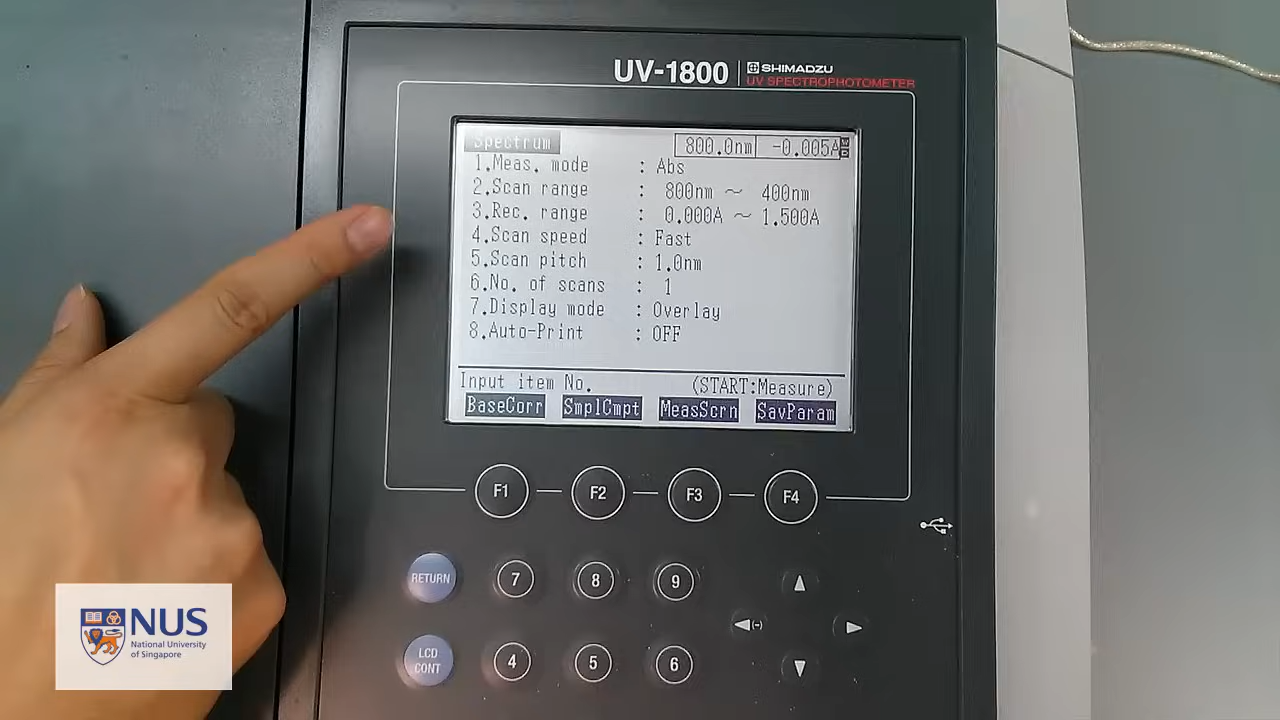 UV-1800 SHIMADZU
UV SPECTROPHOTOMETER
Spectrum 800.0nm -0.005A
1.Meas. mode : Abs
2.Scan range : 800nm ~ 400nm
3.Rec. range : 0.000A ~ 1.500A
4.Scan speed : Fast
5.Scan pitch : 1.0nm
6.No. of scans : 1
7.Display mode : Overlay
8.Auto-Print : OFF
Input item No. (START:Measure)
BaseCorr SmplCmpt MeasScrn SavParam
F1 F2 F3 F4
RETURN 7 8 9
(-)
LCD CONT 4 5 6
NUS
National University
of Singapore